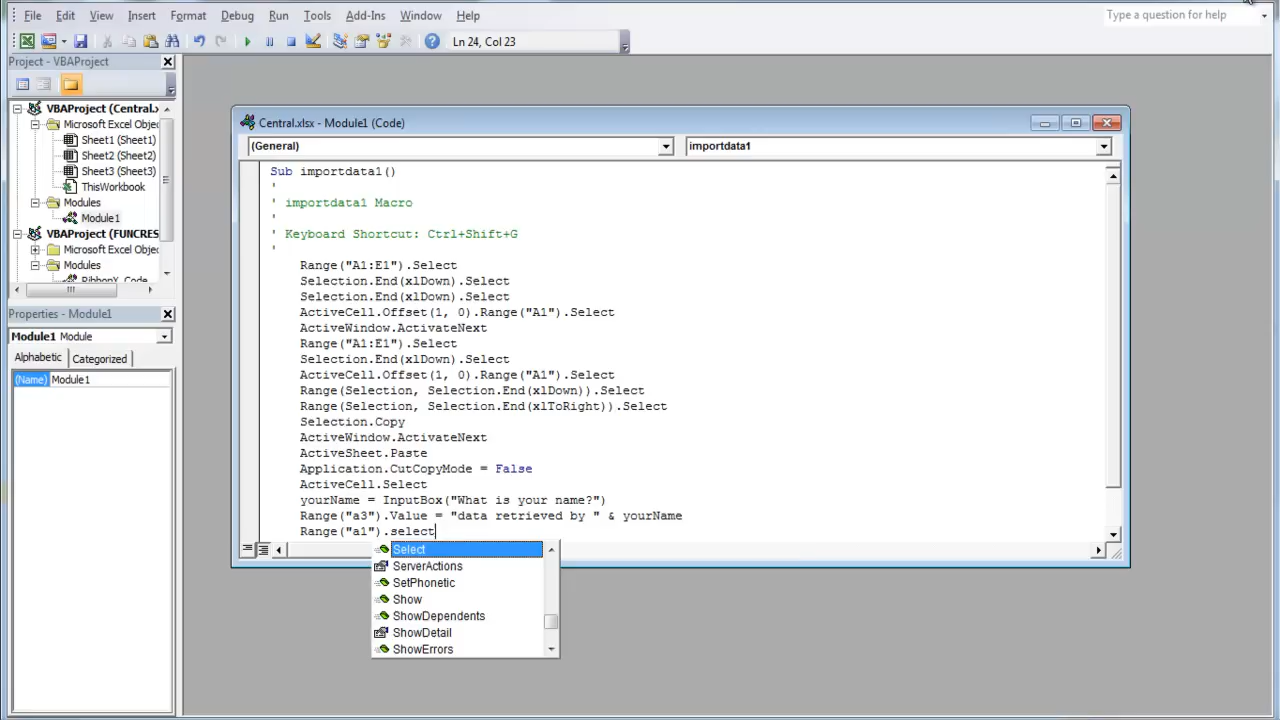 File Edit View Insert Format Debug Run Tools Add-Ins Window Help Type a question for help
Ln 24, Col 23
Project - VBAProject
VBAProject (Central.x
Microsoft Excel Objec
Sheet1 (Sheet1)
Sheet2 (Sheet2)
Sheet3 (Sheet3)
ThisWorkbook
Modules
Module1
VBAProject (FUNCRES
Microsoft Excel Objec
Modules
RibbonX_Code
Properties - Module1
Module1 Module
Alphabetic Categorized
(Name) Module1
Central.xlsx - Module1 (Code)
(General) importdata1
Sub importdata1()
'
' importdata1 Macro
'
' Keyboard Shortcut: Ctrl+Shift+G
'
Range("A1:E1").Select
Selection.End(xlDown).Select
Selection.End(xlDown).Select
ActiveCell.Offset(1, 0).Range("A1").Select
ActiveWindow.ActivateNext
Range("A1:E1").Select
Selection.End(xlDown).Select
ActiveCell.Offset(1, 0).Range("A1").Select
Range(Selection, Selection.End(xlDown)).Select
Range(Selection, Selection.End(xlToRight)).Select
Selection.Copy
ActiveWindow.ActivateNext
ActiveSheet.Paste
Application.CutCopyMode = False
ActiveCell.Select
yourName = InputBox("What is your name?")
Range("a3").Value = "data retrieved by " & yourName
Range("a1").select
Select
ServerActions
SetPhonetic
Show
ShowDependents
ShowDetail
ShowErrors